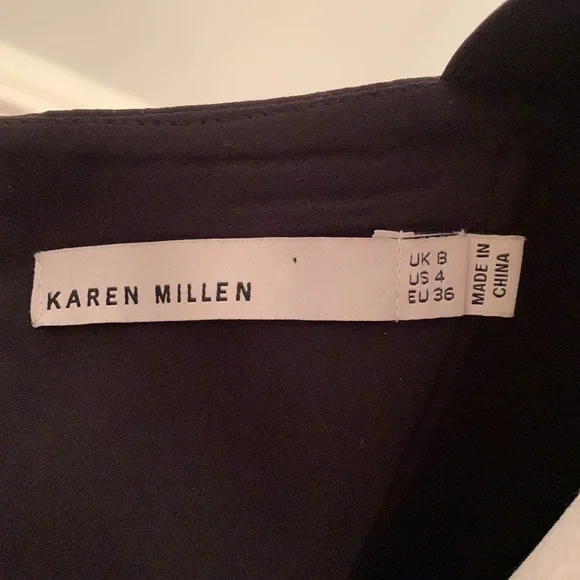 KAREN MILLEN
UK 8
US 4
EU 36
MADE IN
CHINA